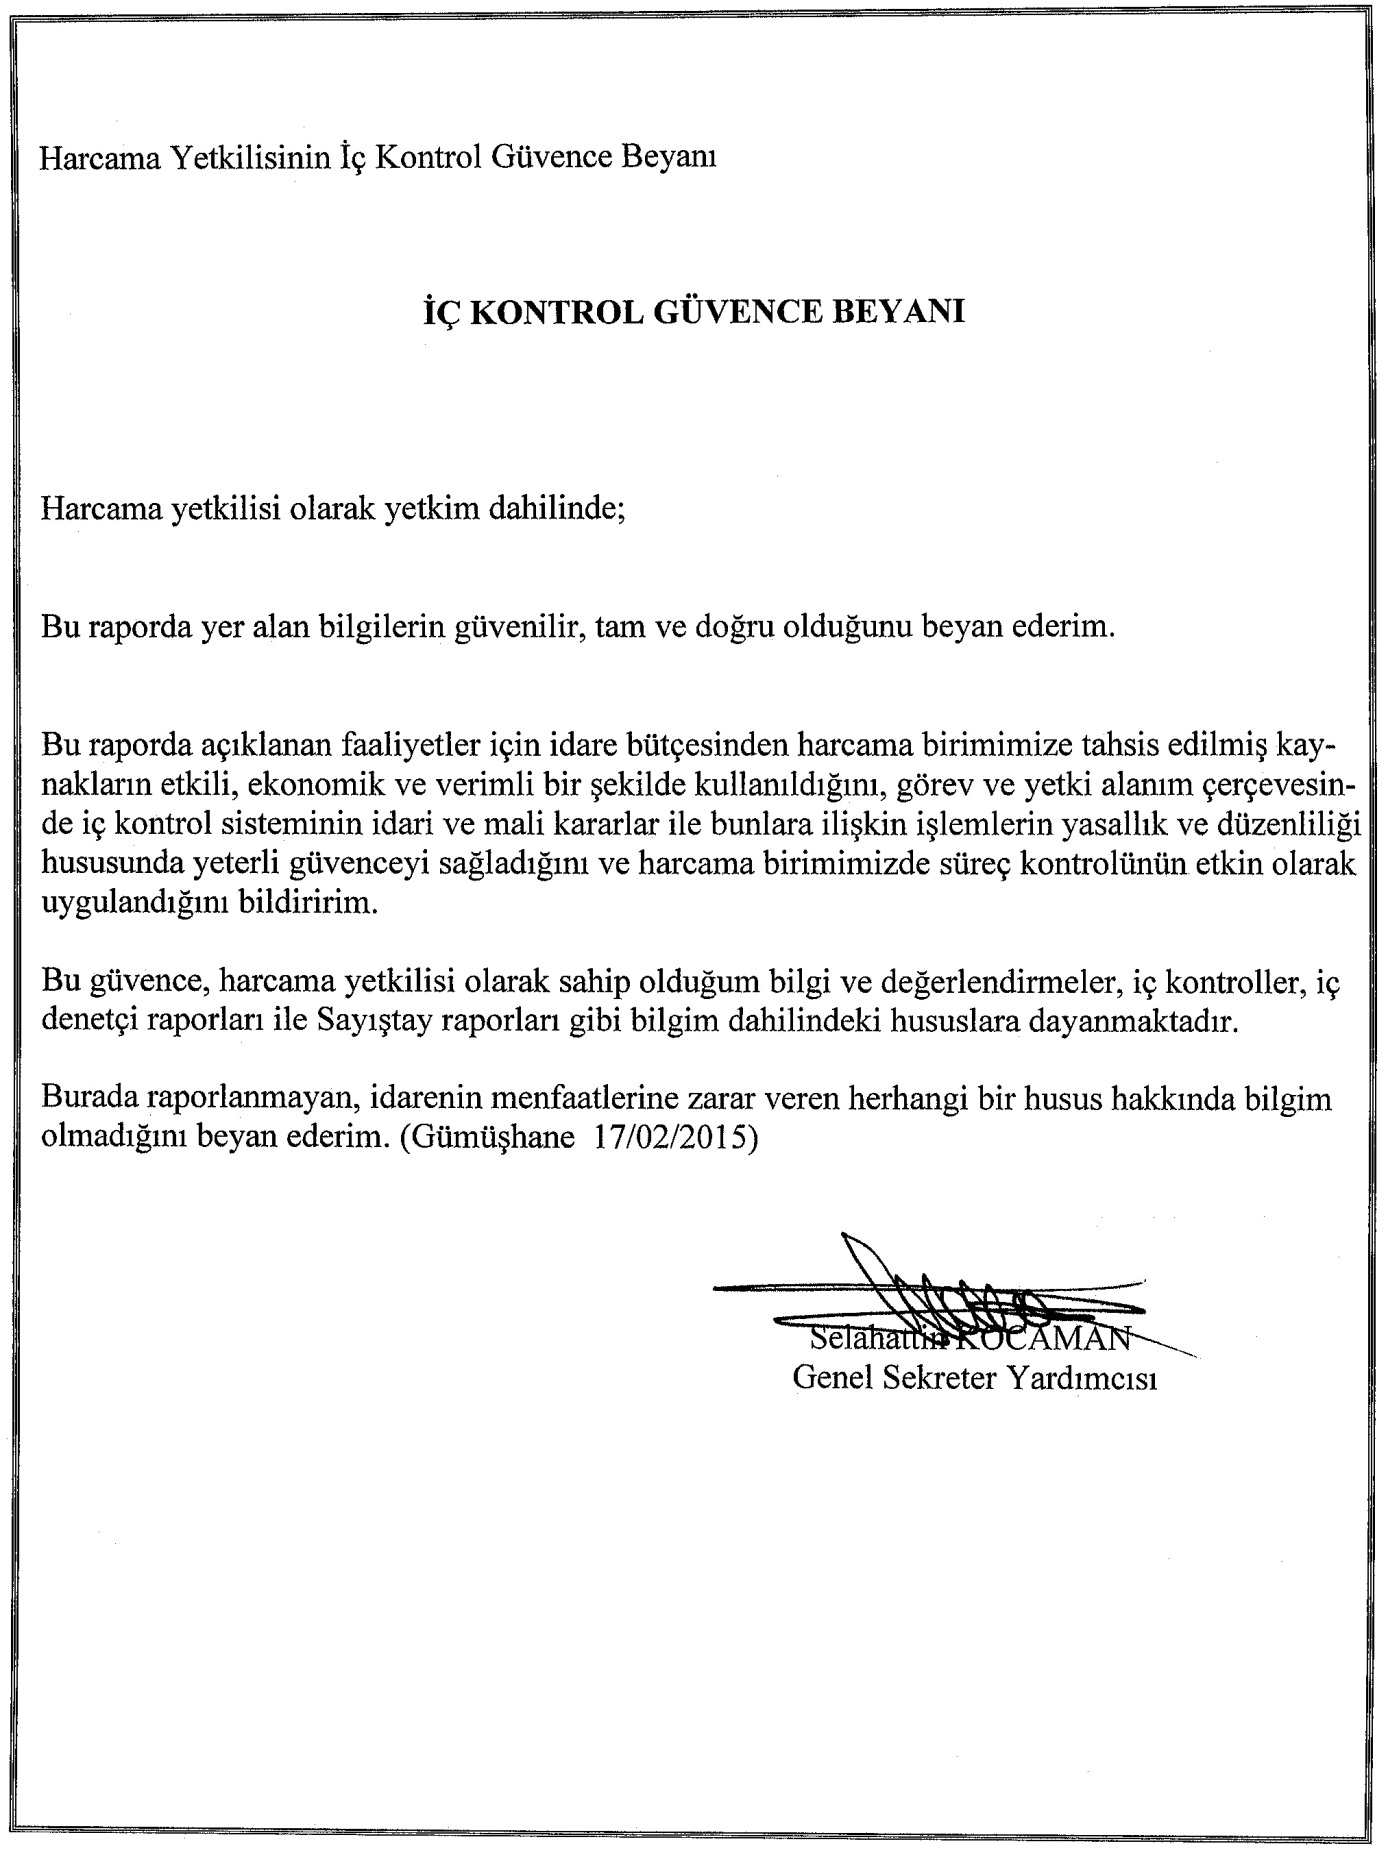 Harcama Yetkilisinin İç Kontrol Güvence Beyanı
İÇ KONTROL GÜVENCE BEYANI
Harcama yetkilisi olarak yetkim dahilinde;
Bu raporda yer alan bilgilerin güvenilir, tam ve doğru olduğunu beyan ederim.
Bu raporda açıklanan faaliyetler için idare bütçesinden harcama birimimize tahsis edilmiş kay-
nakların etkili, ekonomik ve verimli bir şekilde kullanıldığını, görev ve yetki alanım çerçevesin-
de iç kontrol sisteminin idari ve mali kararlar ile bunlara ilişkin işlemlerin yasallık ve düzenliliği
hususunda yeterli güvenceyi sağladığını ve harcama birimimizde süreç kontrolünün etkin olarak
uygulandığını bildiririm.
Bu güvence, harcama yetkilisi olarak sahip olduğum bilgi ve değerlendirmeler, iç kontroller, iç
denetçi raporları ile Sayıştay raporları gibi bilgim dahilindeki hususlara dayanmaktadır.
Burada raporlanmayan, idarenin menfaatlerine zarar veren herhangi bir husus hakkında bilgim
olmadığını beyan ederim. (Gümüşhane 17/02/2015)
Selahattin KOCAMAN
Genel Sekreter Yardımcısı